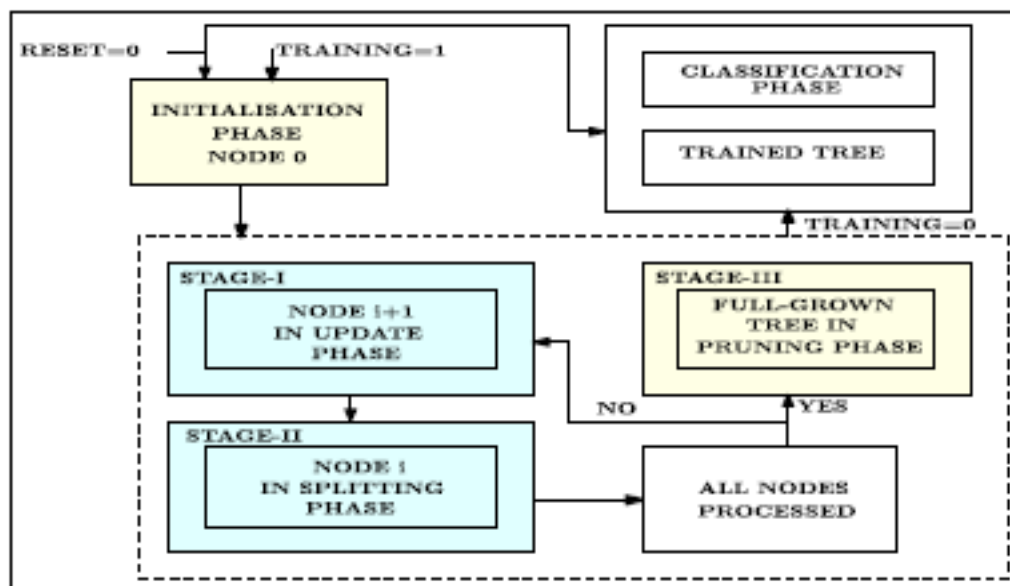 RESET=0
TRAINING=1
INITIALISATION
PHASE
NODE 0
CLASSIFICATION
PHASE
TRAINED TREE
TRAINING=0
STAGE-I
NODE i+1
IN UPDATE
PHASE
STAGE-III
FULL-GROWN
TREE IN
PRUNING PHASE
NO
YES
STAGE-II
NODE i
IN SPLITTING
PHASE
ALL NODES
PROCESSED